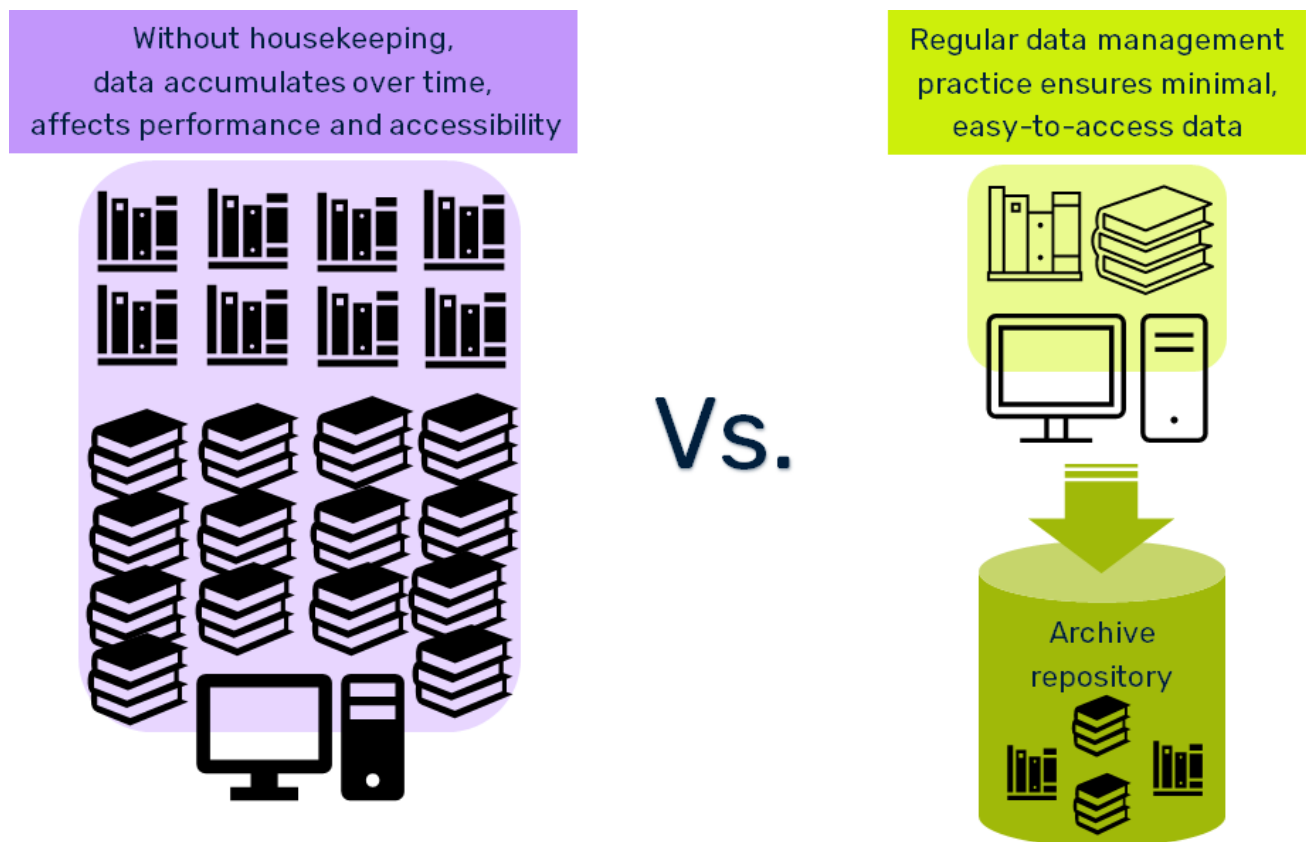 Without housekeeping,
data accumulates over time,
affects performance and accessibility
Regular data management
practice ensures minimal,
easy-to-access data
Vs.
Archive
repository